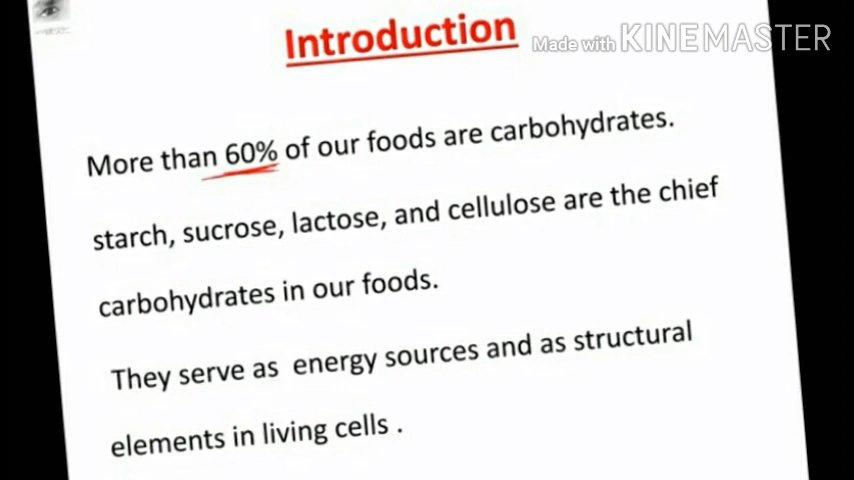 Introduction
Made with KINEMASTER
More than 60% of our foods are carbohydrates.
starch, sucrose, lactose, and cellulose are the chief
carbohydrates in our foods.
They serve as energy sources and as structural
elements in living cells .